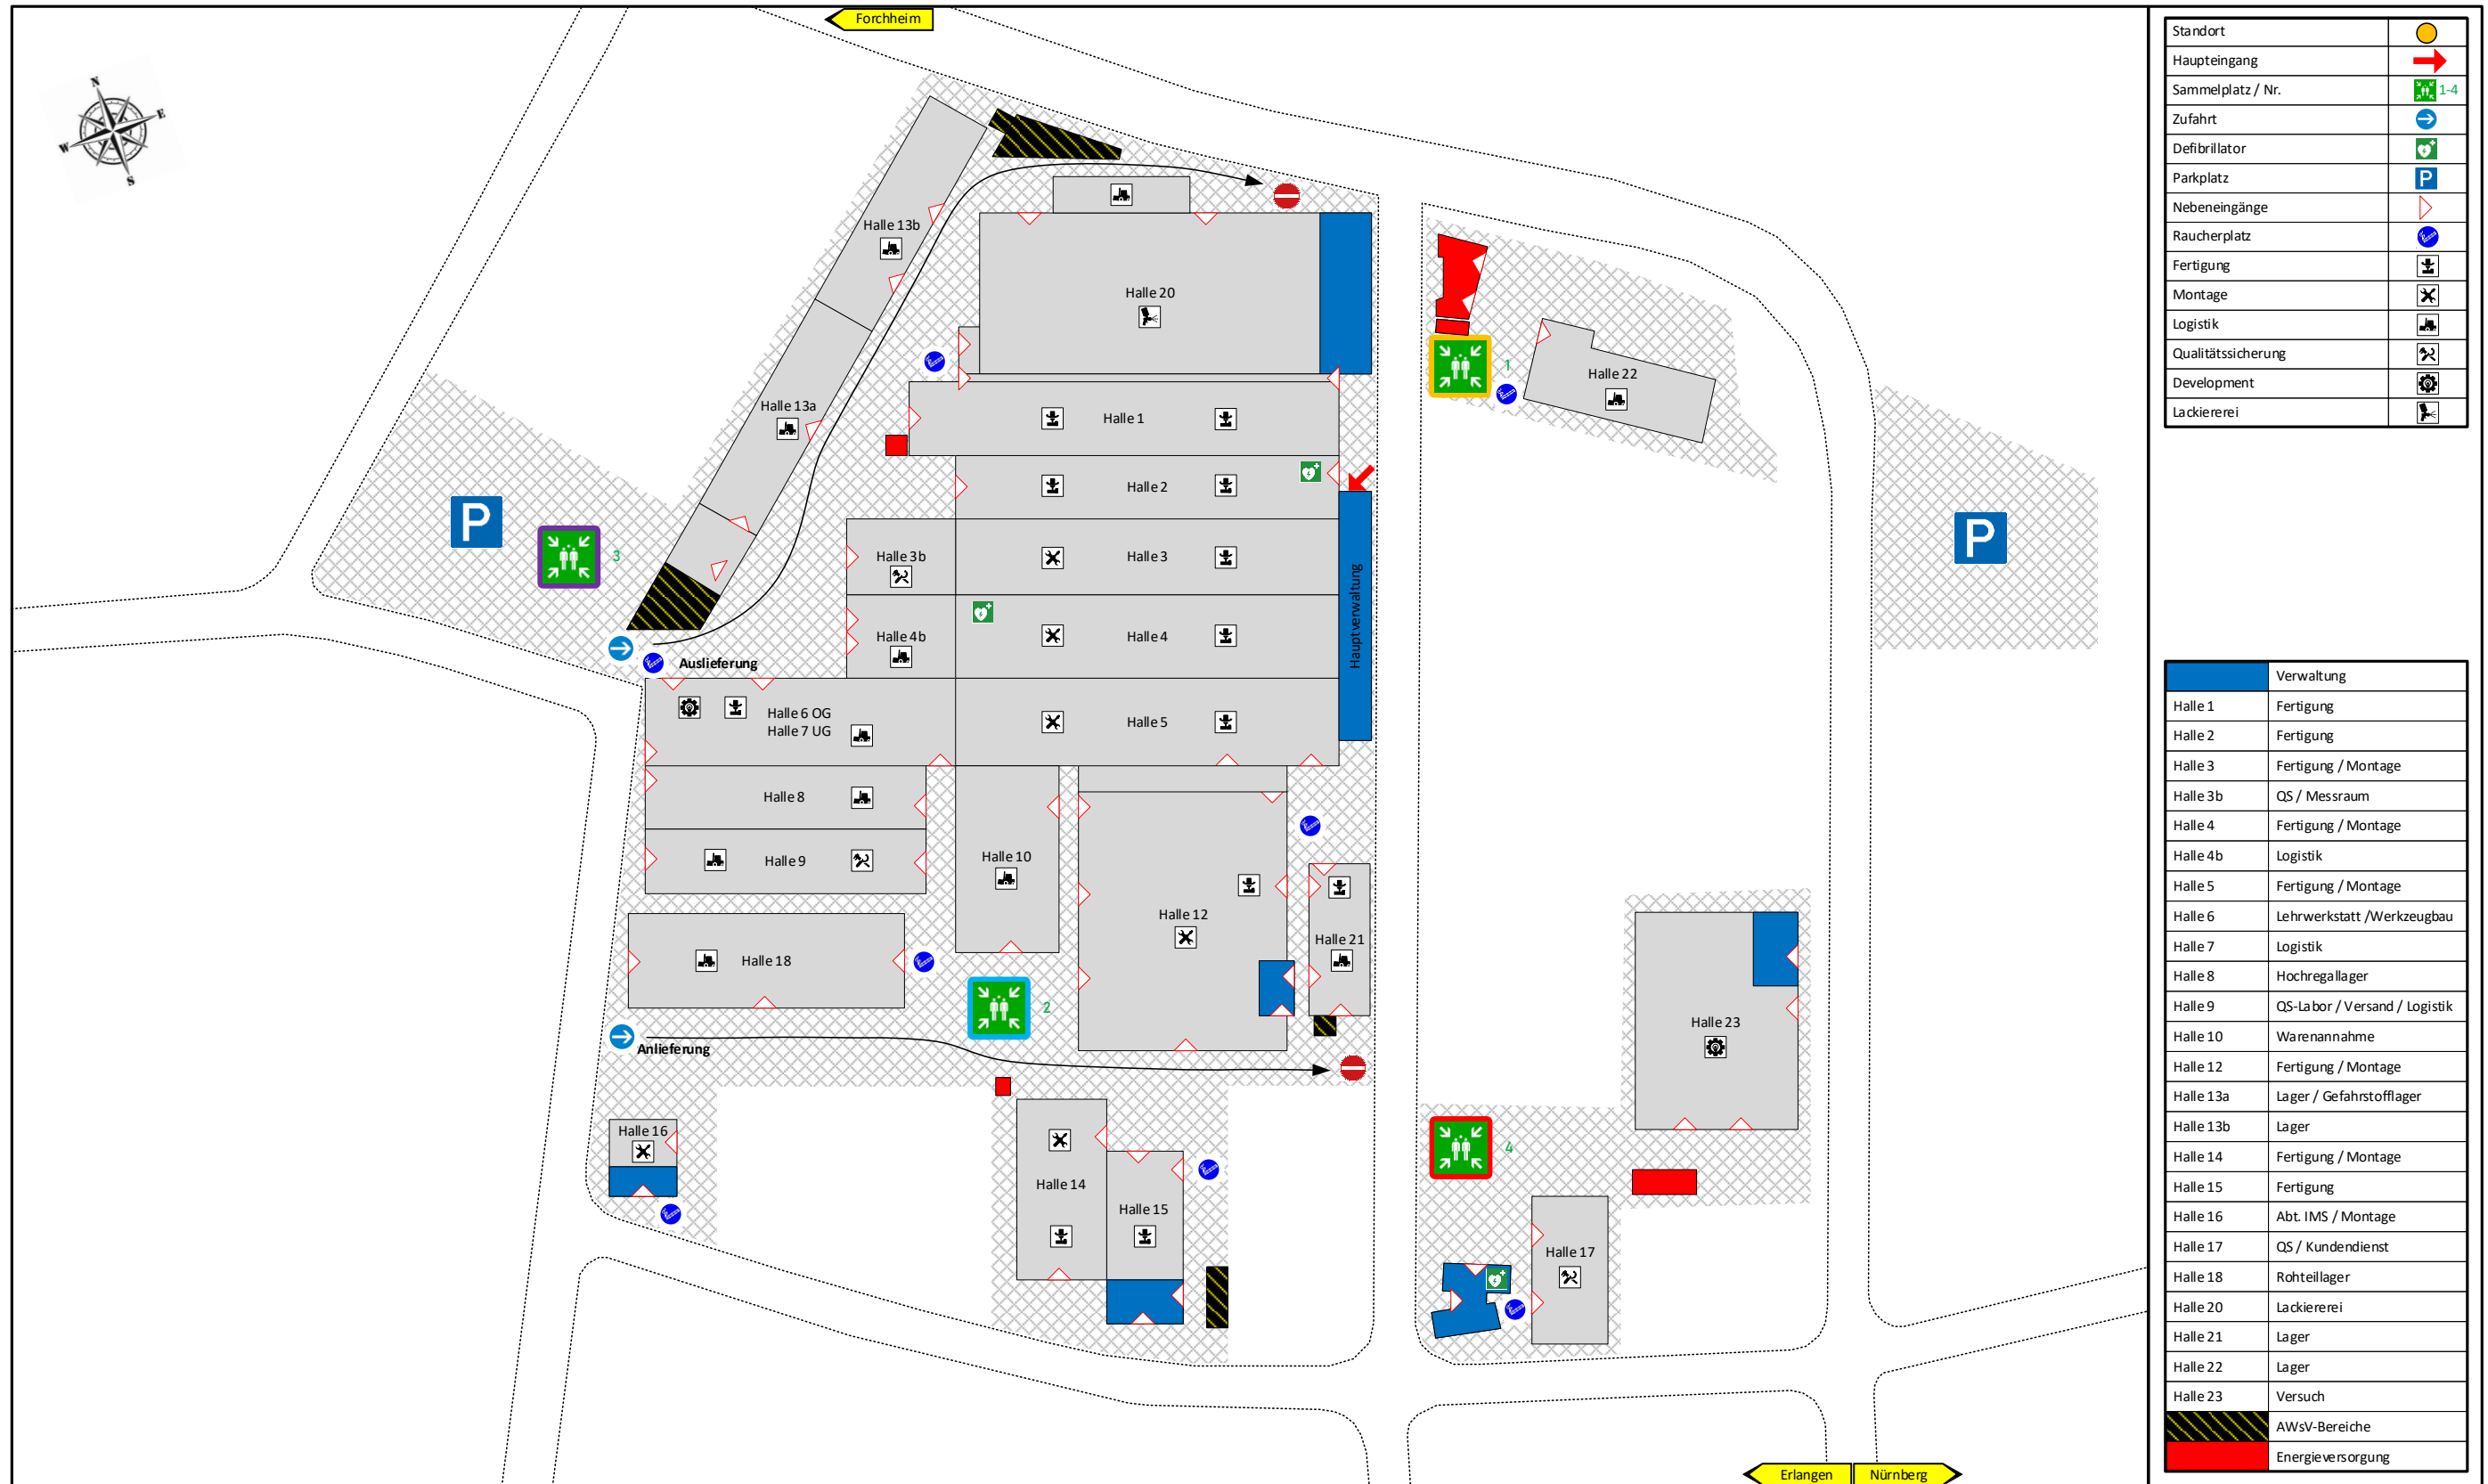 Forchheim
N
E
W
S
Halle 13b
Halle 20
Halle 13a
Halle 1
Halle 22
1
Halle 2
P
3
Halle 3b
Halle 3
P
Hauptverwaltung
Halle 4b
Halle 4
Auslieferung
Halle 6 OG
Halle 7 UG
Halle 5
Halle 8
Halle 9
Halle 10
Halle 12
Halle 21
Halle 18
2
Halle 23
Anlieferung
Halle 16
4
Halle 14
Halle 15
Halle 17
Erlangen
Nürnberg
Standort
Haupteingang
Sammelplatz / Nr. 1-4
Zufahrt
Defibrillator
Parkplatz P
Nebeneingänge
Raucherplatz
Fertigung
Montage
Logistik
Qualitätssicherung
Development
Lackiererei
Verwaltung
Halle 1 Fertigung
Halle 2 Fertigung
Halle 3 Fertigung / Montage
Halle 3b QS / Messraum
Halle 4 Fertigung / Montage
Halle 4b Logistik
Halle 5 Fertigung / Montage
Halle 6 Lehrwerkstatt /Werkzeugbau
Halle 7 Logistik
Halle 8 Hochregallager
Halle 9 QS-Labor / Versand / Logistik
Halle 10 Warenannahme
Halle 12 Fertigung / Montage
Halle 13a Lager / Gefahrstofflager
Halle 13b Lager
Halle 14 Fertigung / Montage
Halle 15 Fertigung
Halle 16 Abt. IMS / Montage
Halle 17 QS / Kundendienst
Halle 18 Rohteillager
Halle 20 Lackiererei
Halle 21 Lager
Halle 22 Lager
Halle 23 Versuch
AWsV-Bereiche
Energieversorgung